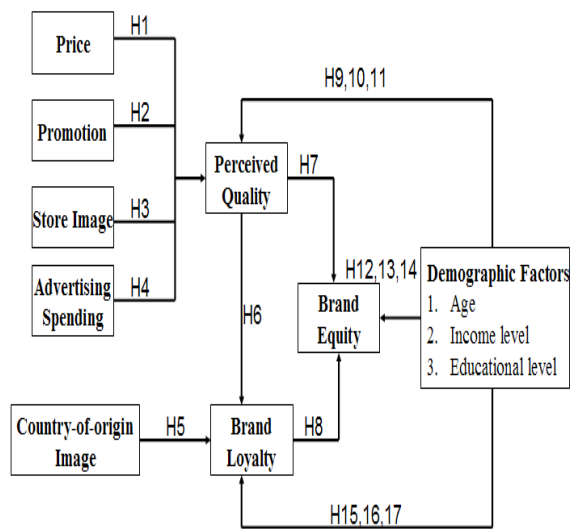 Price
H1
Promotion
H2
Store Image
H3
Advertising
Spending
H4
Perceived
Quality
H9,10,11
H7
H6
H12,13,14
Brand
Equity
Demographic Factors
1. Age
2. Income level
3. Educational level
Country-of-origin
Image
H5
Brand
Loyalty
H8
H15,16,17